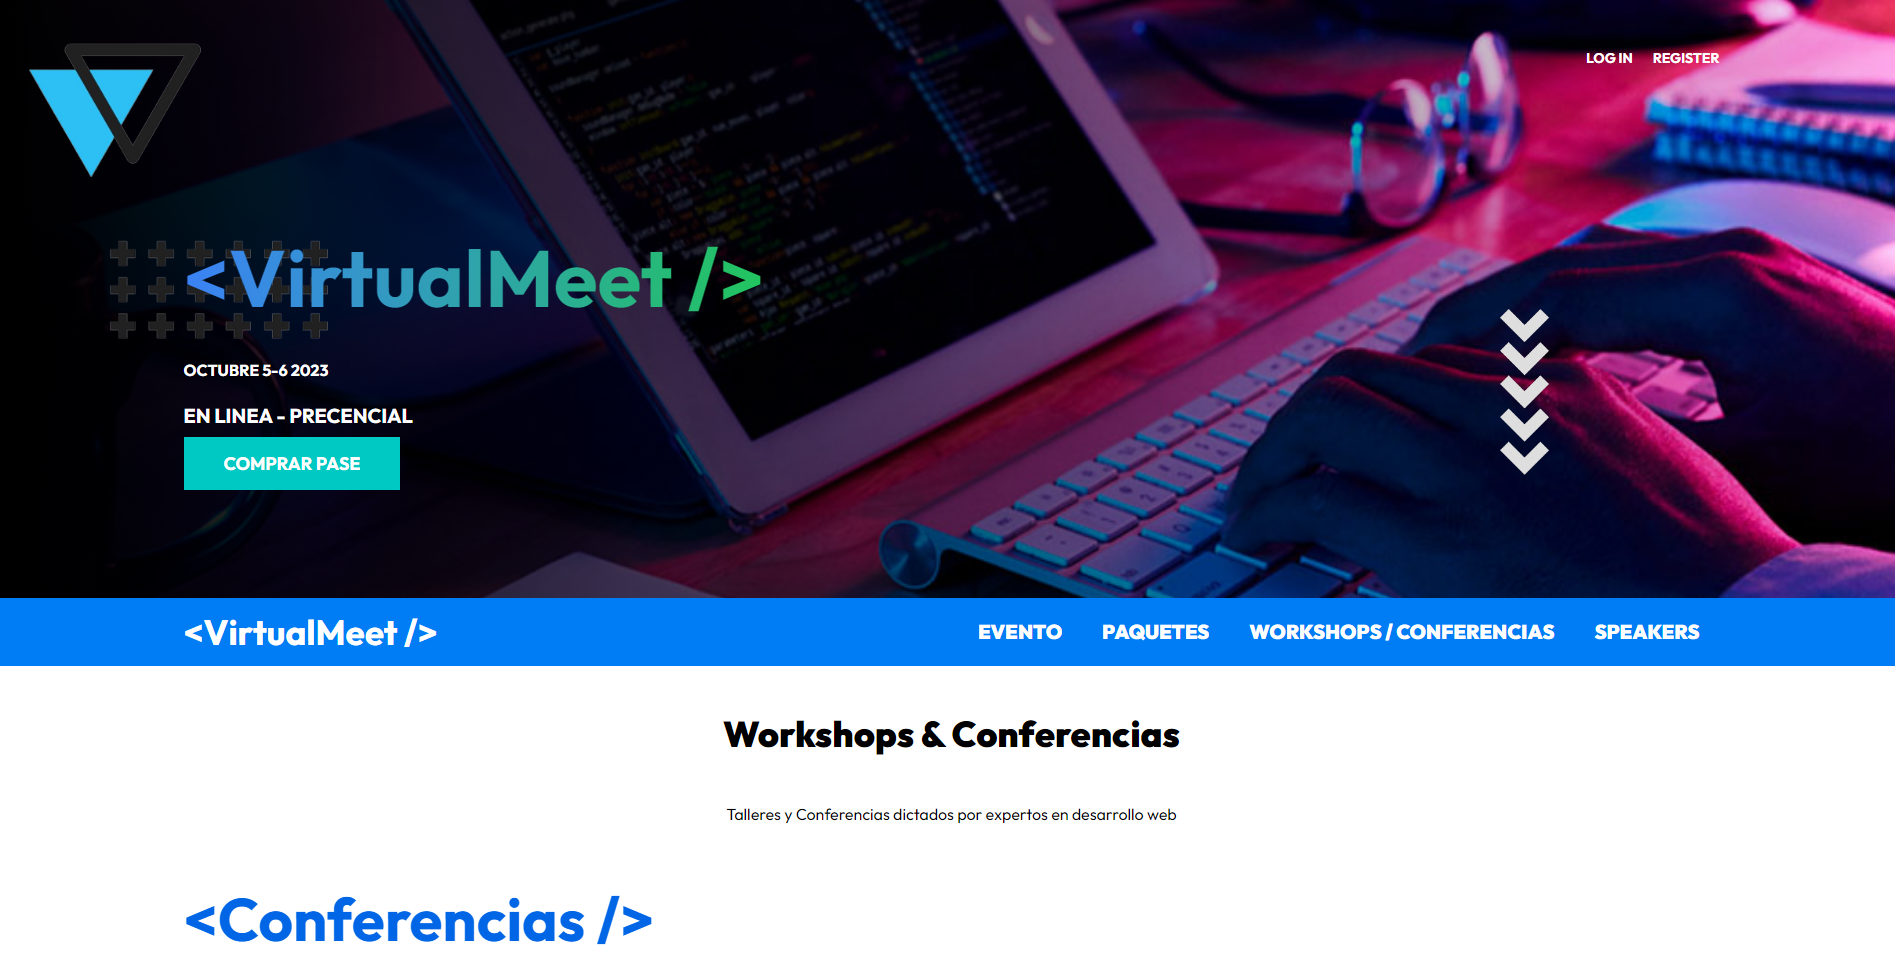 LOG IN REGISTER
<VirtualMeet />
OCTUBRE 5-6 2023
EN LINEA - PRECENCIAL
COMPRAR PASE
<VirtualMeet /> EVENTO PAQUETES WORKSHOPS / CONFERENCIAS SPEAKERS
Workshops & Conferencias
Talleres y Conferencias dictados por expertos en desarrollo web
<Conferencias />